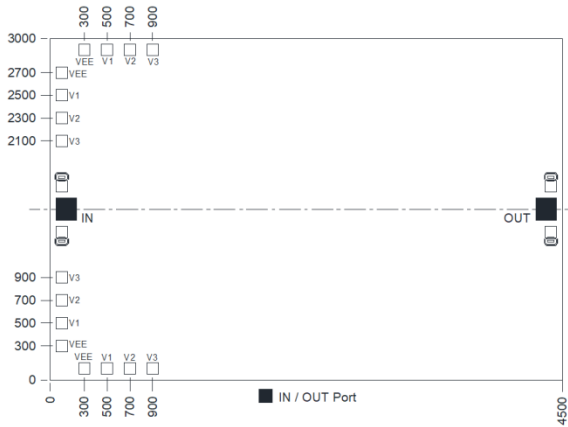 300 500 700 900
3000
VEE V1 V2 V3
2700 VEE
2500 V1
2300 V2
2100 V3
IN OUT
900 V3
700 V2
500 V1
300 VEE
VEE V1 V2 V3
0
0 300 500 700 900 4500
IN / OUT Port